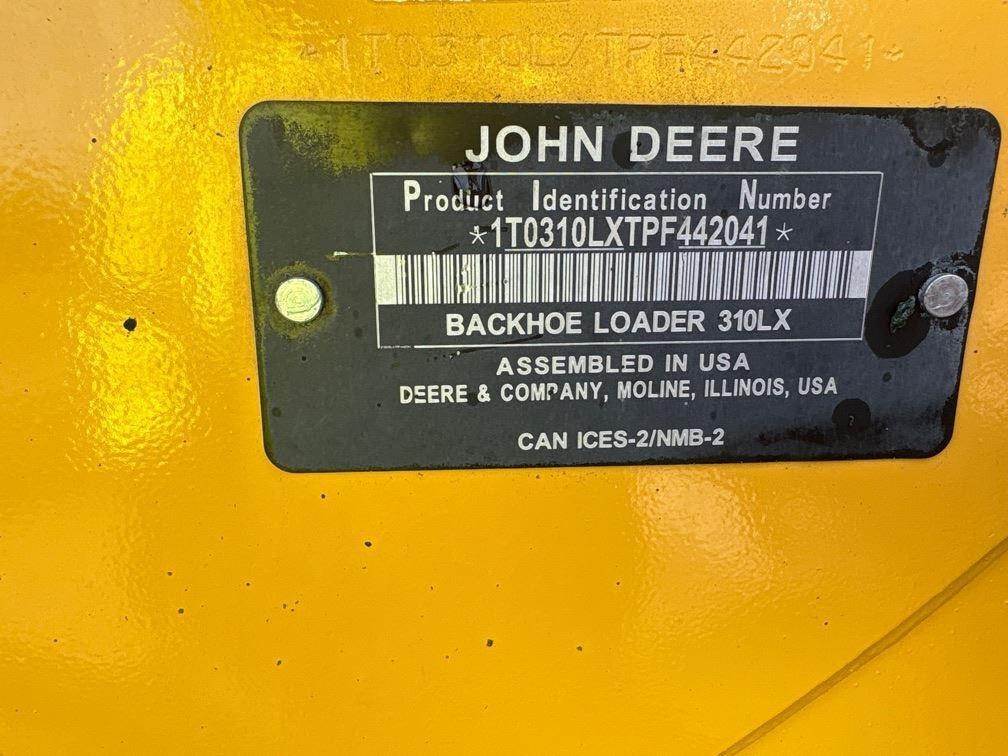 *1T0310LXTPF442041*
JOHN DEERE
Product Identification Number
*1T0310LXTPF442041*
BACKHOE LOADER 310LX
ASSEMBLED IN USA
DEERE & COMPANY, MOLINE, ILLINOIS, USA
CAN ICES-2/NMB-2